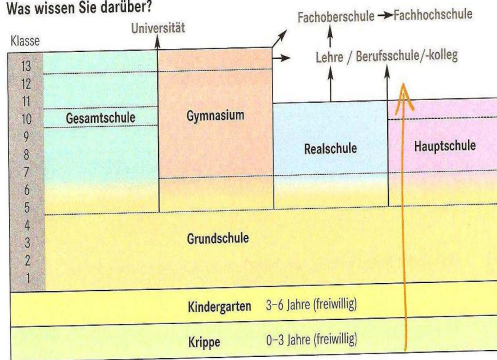 Was wissen Sie darüber?
Universität
Fachoberschule → Fachhochschule
Klasse
Lehre / Berufsschule/-kolleg
13
12
11
10
9
8
7
6
5
4
3
2
1
Gesamtschule
Gymnasium
Realschule
Hauptschule
Grundschule
Kindergarten 3–6 Jahre (freiwillig)
Krippe 0–3 Jahre (freiwillig)